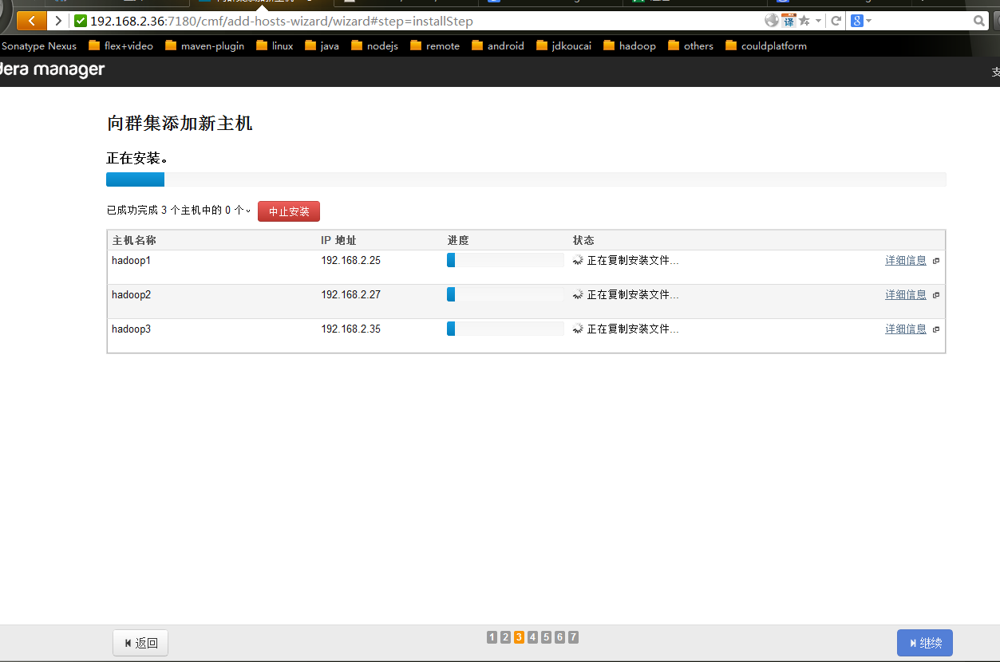 192.168.2.36:7180/cmf/add-hosts-wizard/wizard#step=installStep
Sonatype Nexus flex+video maven-plugin linux java nodejs remote android jdkoucai hadoop others couldplatform
dera manager 支
向群集添加新主机
正在安装。
已成功完成 3 个主机中的 0 个。 中止安装
主机名称 IP 地址 进度 状态
hadoop1 192.168.2.25 正在复制安装文件... 详细信息
hadoop2 192.168.2.27 正在复制安装文件... 详细信息
hadoop3 192.168.2.35 正在复制安装文件... 详细信息
返回 1 2 3 4 5 6 7 继续